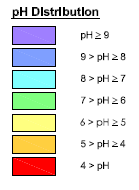 pH Distribution
pH ≥ 9
9 > pH ≥ 8
8 > pH ≥ 7
7 > pH ≥ 6
6 > pH ≥ 5
5 > pH ≥ 4
4 > pH